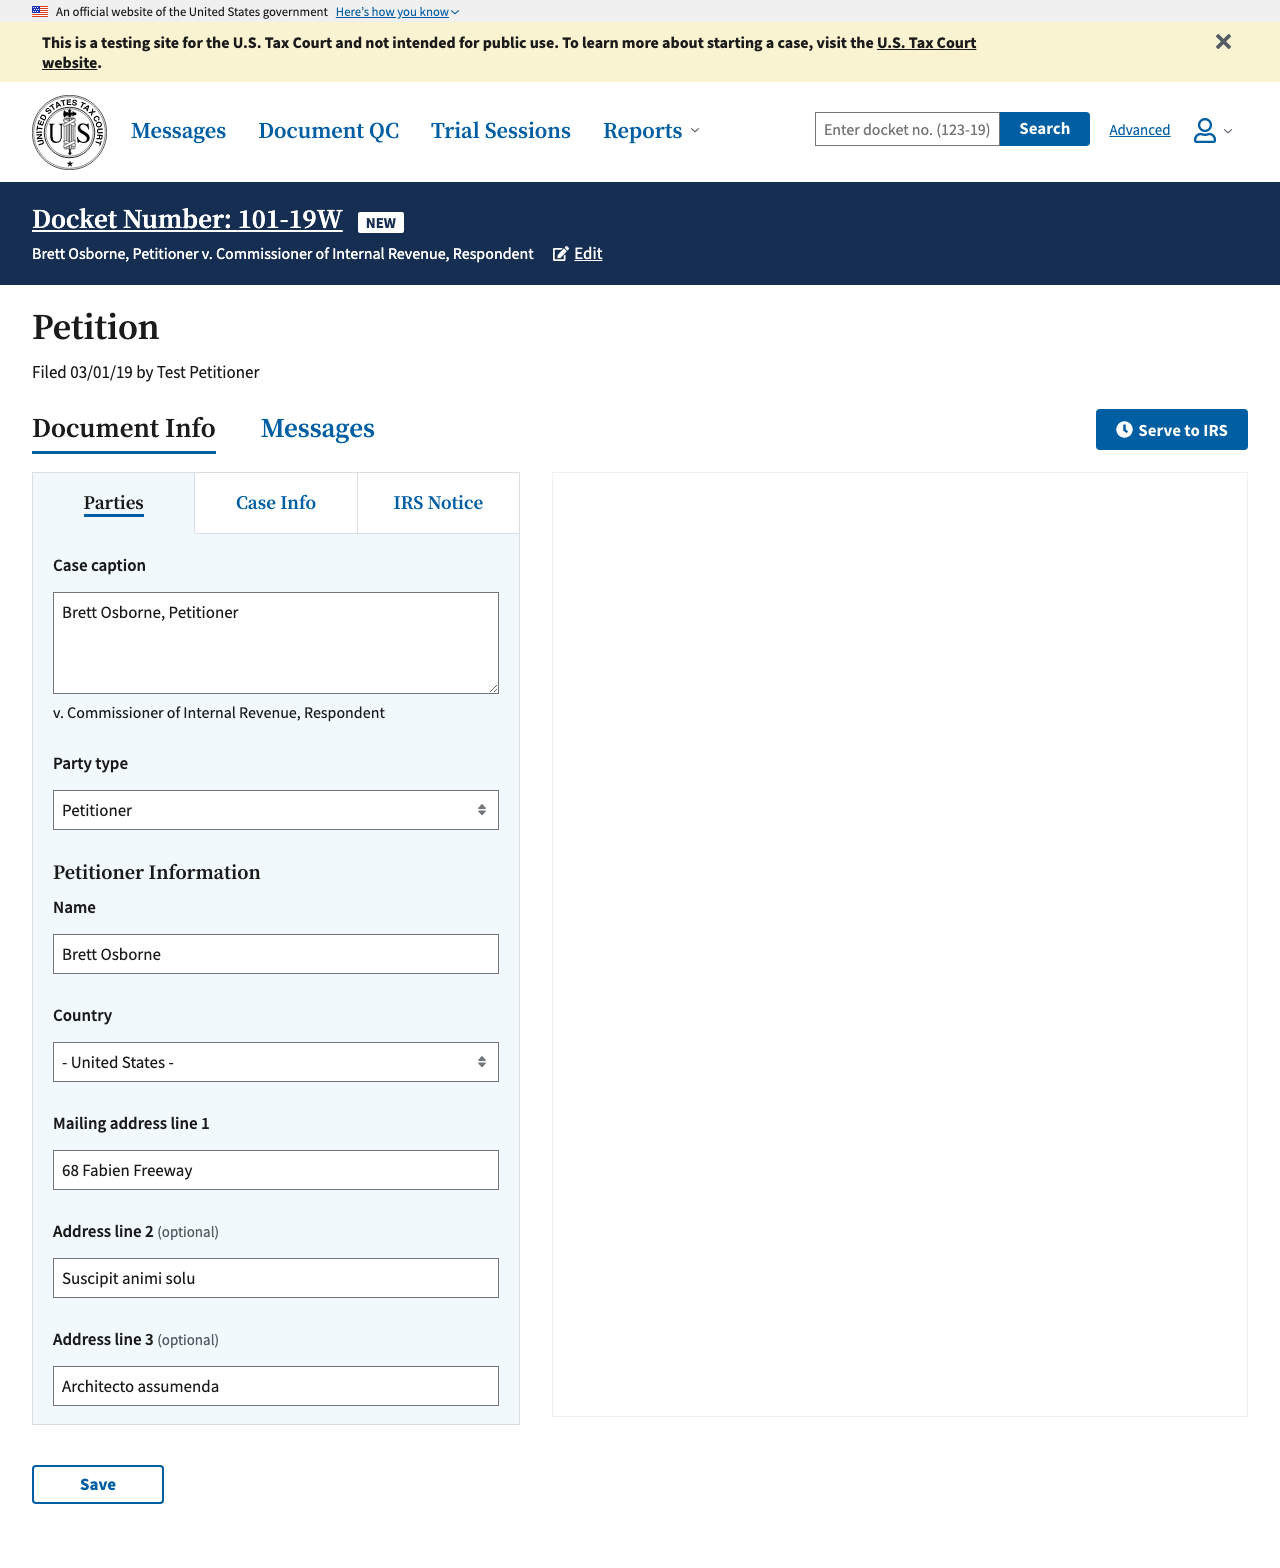 An official website of the United States government Here's how you know
This is a testing site for the U.S. Tax Court and not intended for public use. To learn more about starting a case, visit the U.S. Tax Court
website.
UNITED STATES TAX COURT
US
Messages Document QC Trial Sessions Reports Enter docket no. (123-19) Search Advanced
Docket Number: 101-19W NEW
Brett Osborne, Petitioner v. Commissioner of Internal Revenue, Respondent Edit
Petition
Filed 03/01/19 by Test Petitioner
Document Info Messages Serve to IRS
Parties Case Info IRS Notice
Case caption
Brett Osborne, Petitioner
v. Commissioner of Internal Revenue, Respondent
Party type
Petitioner
Petitioner Information
Name
Brett Osborne
Country
- United States -
Mailing address line 1
68 Fabien Freeway
Address line 2 (optional)
Suscipit animi solu
Address line 3 (optional)
Architecto assumenda
Save